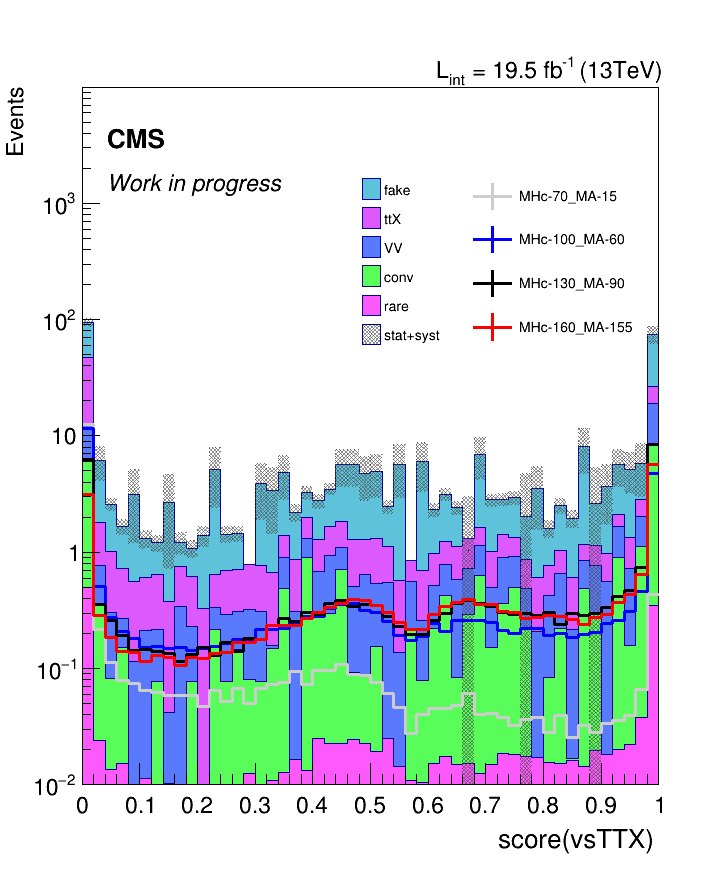 L_int = 19.5 fb^-1 (13TeV)
Events
CMS
Work in progress
fake
ttX
VV
conv
rare
stat+syst
MHc-70_MA-15
MHc-100_MA-60
MHc-130_MA-90
MHc-160_MA-155
10^3
10^2
10
1
10^-1
10^-2
0 0.1 0.2 0.3 0.4 0.5 0.6 0.7 0.8 0.9 1
score(vsTTX)